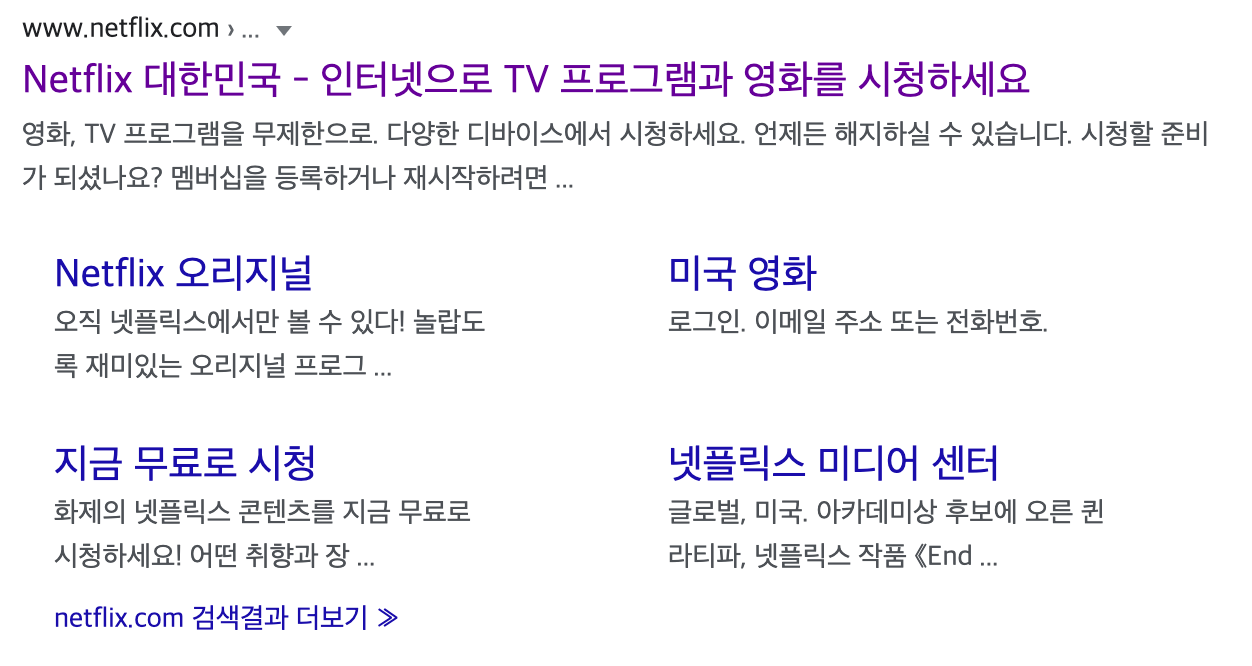 www.netflix.com › ...
Netflix 대한민국 - 인터넷으로 TV 프로그램과 영화를 시청하세요
영화, TV 프로그램을 무제한으로. 다양한 디바이스에서 시청하세요. 언제든 해지하실 수 있습니다. 시청할 준비
가 되셨나요? 멤버십을 등록하거나 재시작하려면 ...
Netflix 오리지널
오직 넷플릭스에서만 볼 수 있다! 놀랍도
록 재미있는 오리지널 프로그 ...
미국 영화
로그인. 이메일 주소 또는 전화번호.
지금 무료로 시청
화제의 넷플릭스 콘텐츠를 지금 무료로
시청하세요! 어떤 취향과 장 ...
넷플릭스 미디어 센터
글로벌, 미국. 아카데미상 후보에 오른 퀸
라티파, 넷플릭스 작품 《End ...
netflix.com 검색결과 더보기 ≫